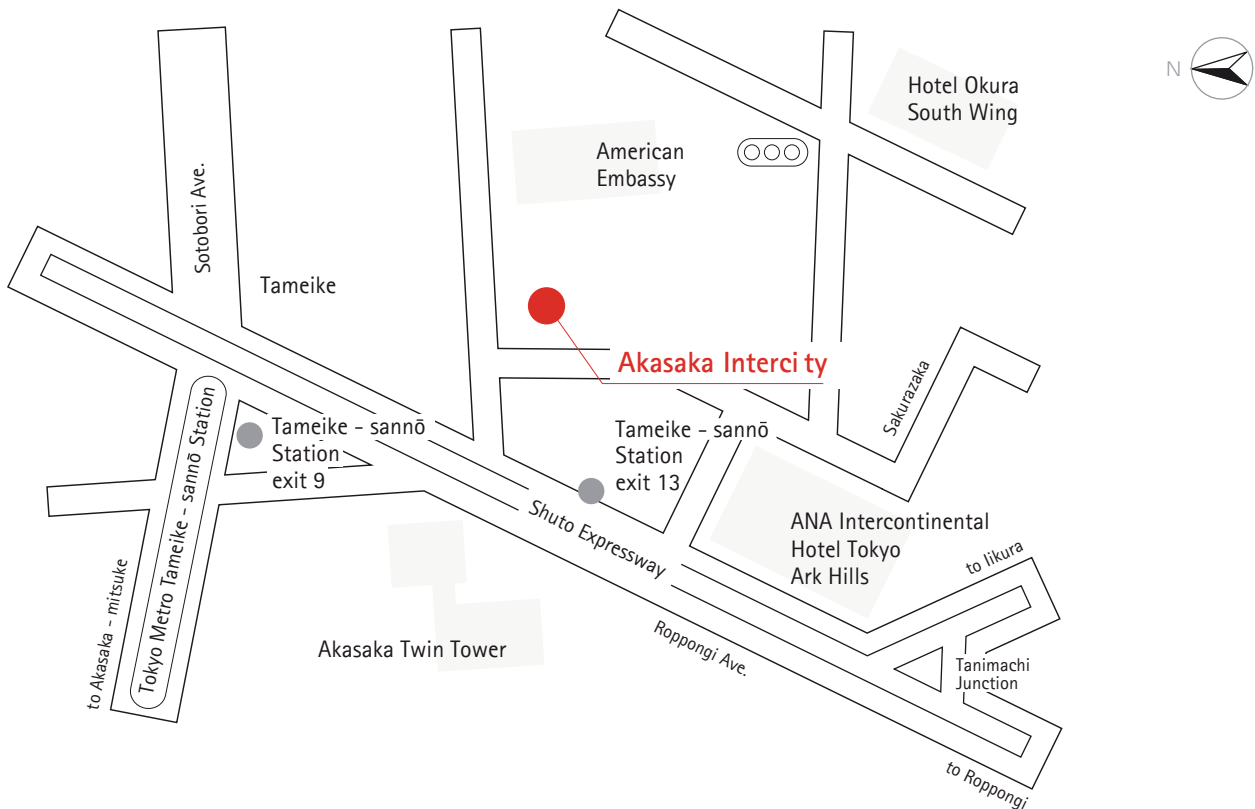 N
Hotel Okura
South Wing
American
Embassy
Sotobori Ave.
Tameike
Akasaka Intercity
Sakurazaka
Tameike - sannō
Station
exit 9
Tameike - sannō
Station
exit 13
Tokyo Metro Tameike - sannō Station
to Akasaka - mitsuke
Shuto Expressway
ANA Intercontinental
Hotel Tokyo
Ark Hills
to Iikura
Akasaka Twin Tower
Roppongi Ave.
Tanimachi
Junction
to Roppongi